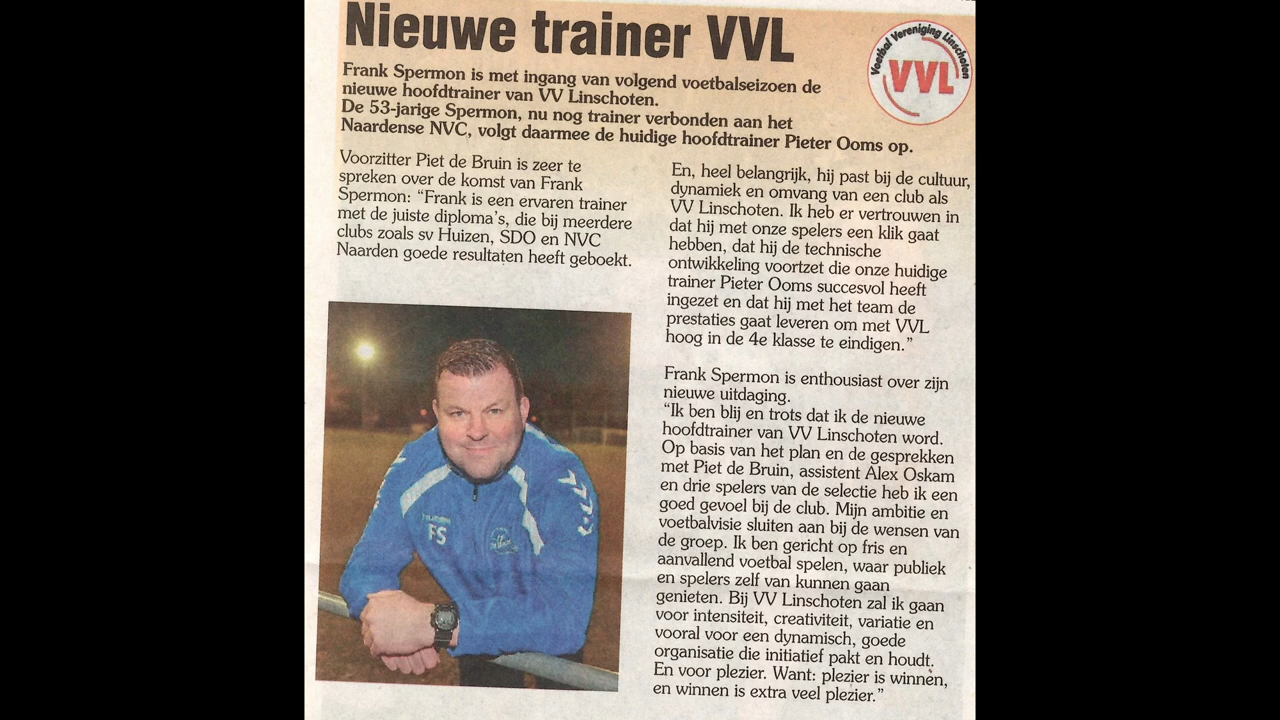 Nieuwe trainer VVL
Voetbal Vereniging Linschoten
VVL
Frank Spermon is met ingang van volgend voetbalseizoen de
nieuwe hoofdtrainer van VV Linschoten.
De 53-jarige Spermon, nu nog trainer verbonden aan het
Naardense NVC, volgt daarmee de huidige hoofdtrainer Pieter Ooms op.
Voorzitter Piet de Bruin is zeer te
spreken over de komst van Frank
Spermon: “Frank is een ervaren trainer
met de juiste diploma’s, die bij meerdere
clubs zoals sv Huizen, SDO en NVC
Naarden goede resultaten heeft geboekt.
FS
En, heel belangrijk, hij past bij de cultuur,
dynamiek en omvang van een club als
VV Linschoten. Ik heb er vertrouwen in
dat hij met onze spelers een klik gaat
hebben, dat hij de technische
ontwikkeling voortzet die onze huidige
trainer Pieter Ooms succesvol heeft
ingezet en dat hij met het team de
prestaties gaat leveren om met VVL
hoog in de 4e klasse te eindigen.”
Frank Spermon is enthousiast over zijn
nieuwe uitdaging.
“Ik ben blij en trots dat ik de nieuwe
hoofdtrainer van VV Linschoten word.
Op basis van het plan en de gesprekken
met Piet de Bruin, assistent Alex Oskam
en drie spelers van de selectie heb ik een
goed gevoel bij de club. Mijn ambitie en
voetbalvisie sluiten aan bij de wensen van
de groep. Ik ben gericht op fris en
aanvallend voetbal spelen, waar publiek
en spelers zelf van kunnen gaan
genieten. Bij VV Linschoten zal ik gaan
voor intensiteit, creativiteit, variatie en
vooral voor een dynamisch, goede
organisatie die initiatief pakt en houdt.
En voor plezier. Want: plezier is winnen,
en winnen is extra veel plezier.”